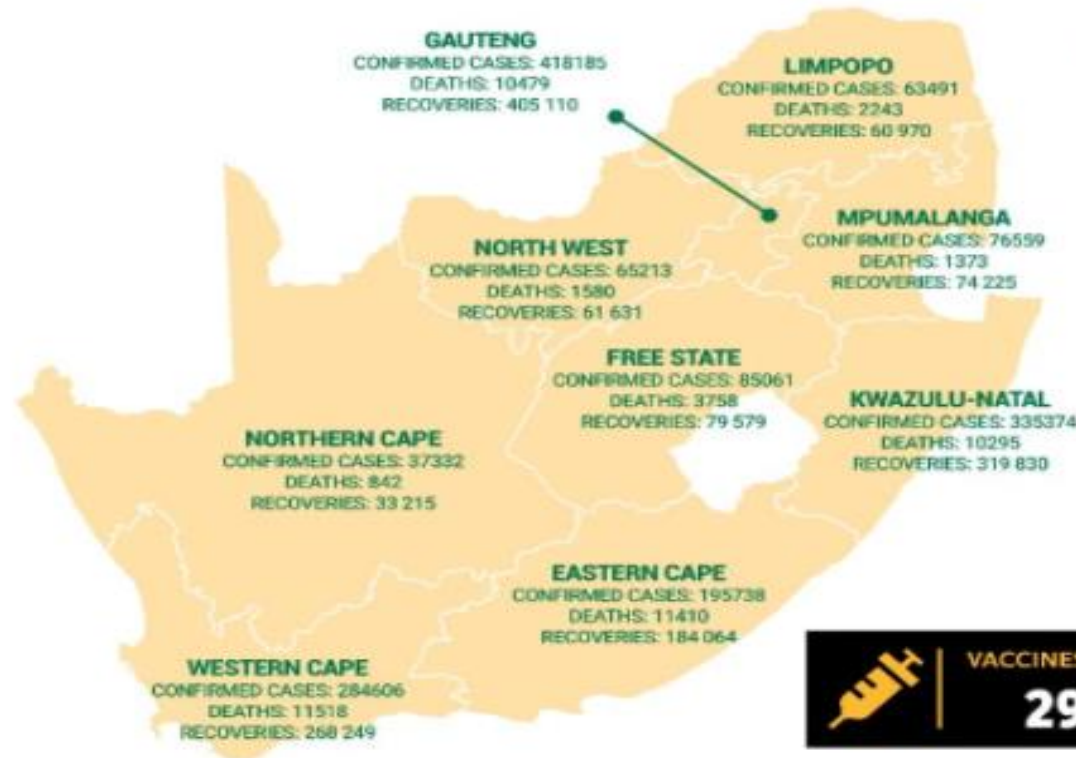 GAUTENG
CONFIRMED CASES: 418185
DEATHS: 10479
RECOVERIES: 405 110
LIMPOPO
CONFIRMED CASES: 63491
DEATHS: 2243
RECOVERIES: 60 970
MPUMALANGA
CONFIRMED CASES: 76559
DEATHS: 1373
RECOVERIES: 74 225
NORTH WEST
CONFIRMED CASES: 65213
DEATHS: 1580
RECOVERIES: 61 631
FREE STATE
CONFIRMED CASES: 85061
DEATHS: 3758
RECOVERIES: 79 579
KWAZULU-NATAL
CONFIRMED CASES: 335374
DEATHS: 10295
RECOVERIES: 319 830
NORTHERN CAPE
CONFIRMED CASES: 37332
DEATHS: 842
RECOVERIES: 33 215
EASTERN CAPE
CONFIRMED CASES: 195738
DEATHS: 11410
RECOVERIES: 184 064
WESTERN CAPE
CONFIRMED CASES: 284606
DEATHS: 11518
RECOVERIES: 268 249
VACCINES
29